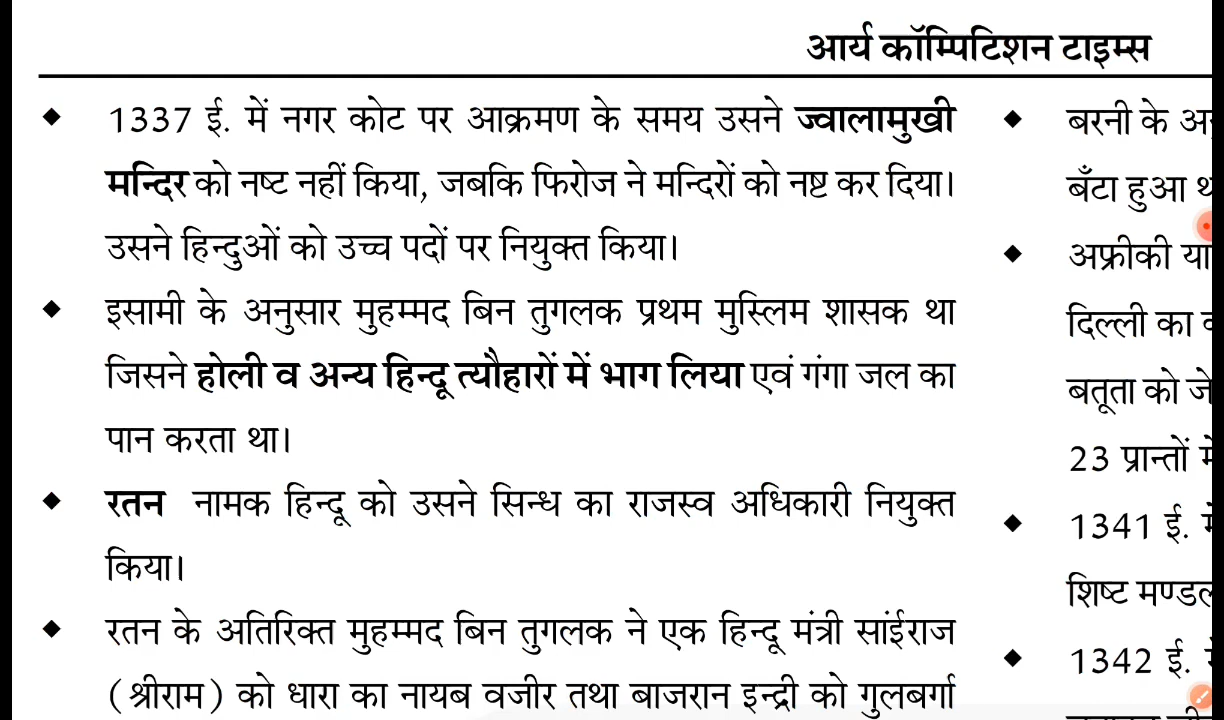 आर्य कॉम्पिटिशन टाइम्स
1337 ई. में नगर कोट पर आक्रमण के समय उसने ज्वालामुखी
मन्दिर को नष्ट नहीं किया, जबकि फिरोज ने मन्दिरों को नष्ट कर दिया।
उसने हिन्दुओं को उच्च पदों पर नियुक्त किया।
इसामी के अनुसार मुहम्मद बिन तुगलक प्रथम मुस्लिम शासक था
जिसने होली व अन्य हिन्दू त्यौहारों में भाग लिया एवं गंगा जल का
पान करता था।
रतन नामक हिन्दू को उसने सिन्ध का राजस्व अधिकारी नियुक्त
किया।
रतन के अतिरिक्त मुहम्मद बिन तुगलक ने एक हिन्दू मंत्री सांईराज
(श्रीराम) को धारा का नायब वजीर तथा बाजरान इन्द्री को गुलबर्गा
बरनी के
बँटा हुआ
अफ्रीकी
दिल्ली का
बतूता को
23 प्रान्तों
1341 ई.
शिष्ट
1342 ई.